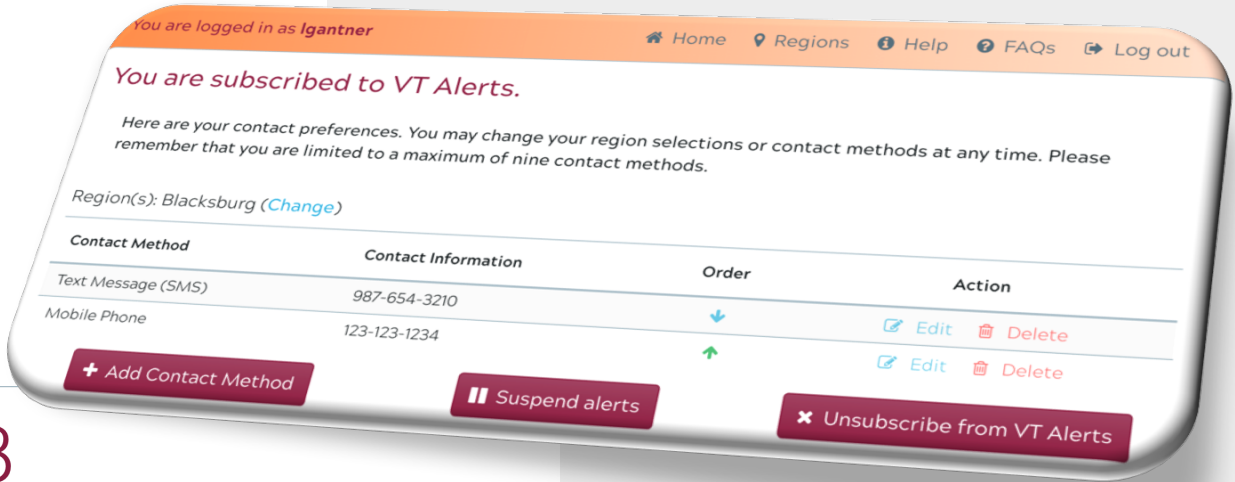 You are logged in as lgantner
Home Regions Help FAQs Log out
You are subscribed to VT Alerts.
Here are your contact preferences. You may change your region selections or contact methods at any time. Please
remember that you are limited to a maximum of nine contact methods.
Region(s): Blacksburg (Change)
Contact Method Contact Information Order Action
Text Message (SMS) 987-654-3210 Edit Delete
Mobile Phone 123-123-1234 Edit Delete
Add Contact Method Suspend alerts Unsubscribe from VT Alerts